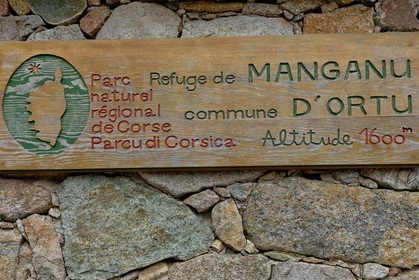 Parc
naturel
régional
de Corse
Parcu di Corsica
Refuge de MANGANU
commune D'ORTU
Altitude 1600m